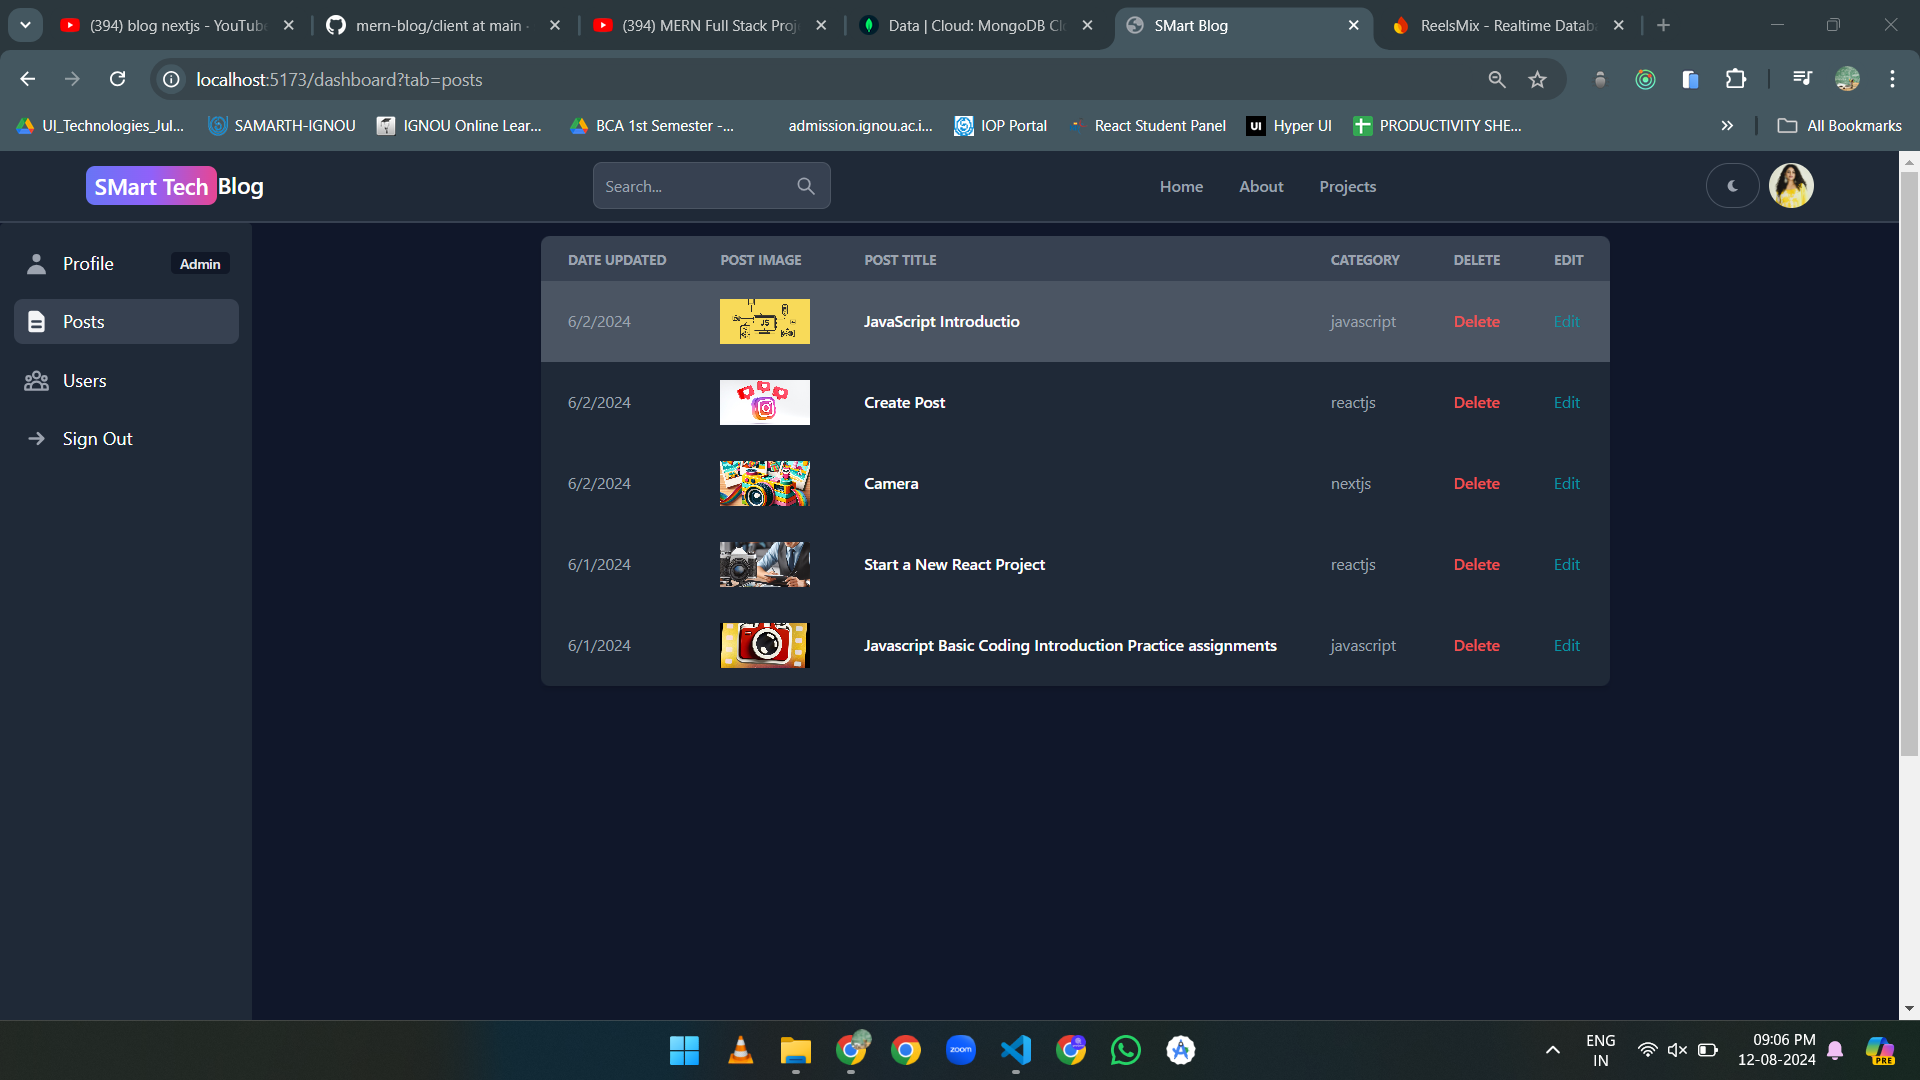 (394) blog nextjs - YouTube
mern-blog/client at main
(394) MERN Full Stack Proj
Data | Cloud: MongoDB Cl
SMart Blog
ReelsMix - Realtime Datab
localhost:5173/dashboard?tab=posts
UI_Technologies_Jul...
SAMARTH-IGNOU
IGNOU Online Lear...
BCA 1st Semester -...
admission.ignou.ac.i...
IOP Portal
React Student Panel
UI Hyper UI
PRODUCTIVITY SHE...
All Bookmarks
SMart Tech Blog
Search...
Home
About
Projects
Profile
Admin
Posts
Users
Sign Out
DATE UPDATED POST IMAGE POST TITLE CATEGORY DELETE EDIT
6/2/2024 JS JavaScript Introductio javascript Delete Edit
6/2/2024 Create Post reactjs Delete Edit
6/2/2024 Camera nextjs Delete Edit
6/1/2024 Start a New React Project reactjs Delete Edit
6/1/2024 Javascript Basic Coding Introduction Practice assignments javascript Delete Edit
zoom
ENG
IN
09:06 PM
12-08-2024
PRE